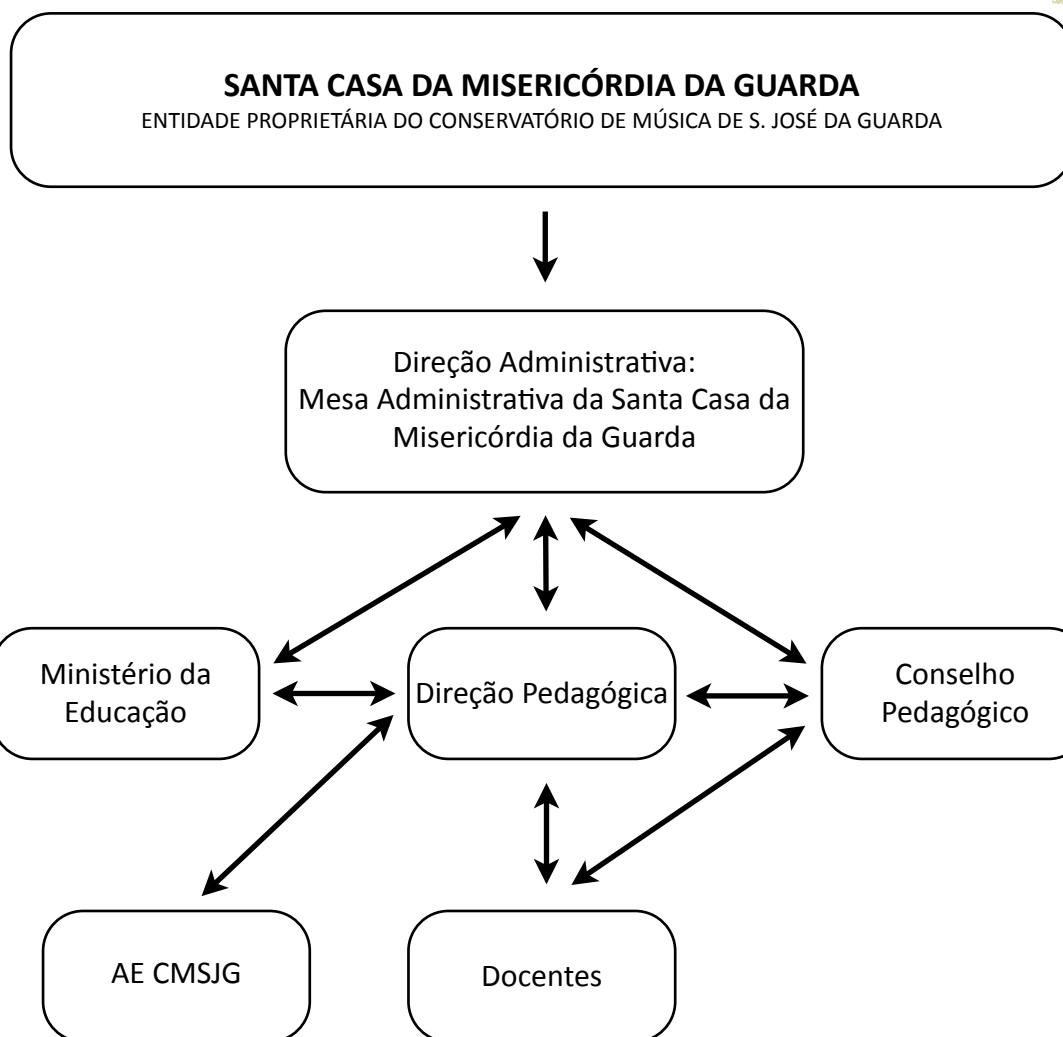 SANTA CASA DA MISERICÓRDIA DA GUARDA
ENTIDADE PROPRIETÁRIA DO CONSERVATÓRIO DE MÚSICA DE S. JOSÉ DA GUARDA
Direção Administrativa:
Mesa Administrativa da Santa Casa da
Misericórdia da Guarda
Ministério da
Educação
Direção Pedagógica
Conselho
Pedagógico
AE CMSJG
Docentes